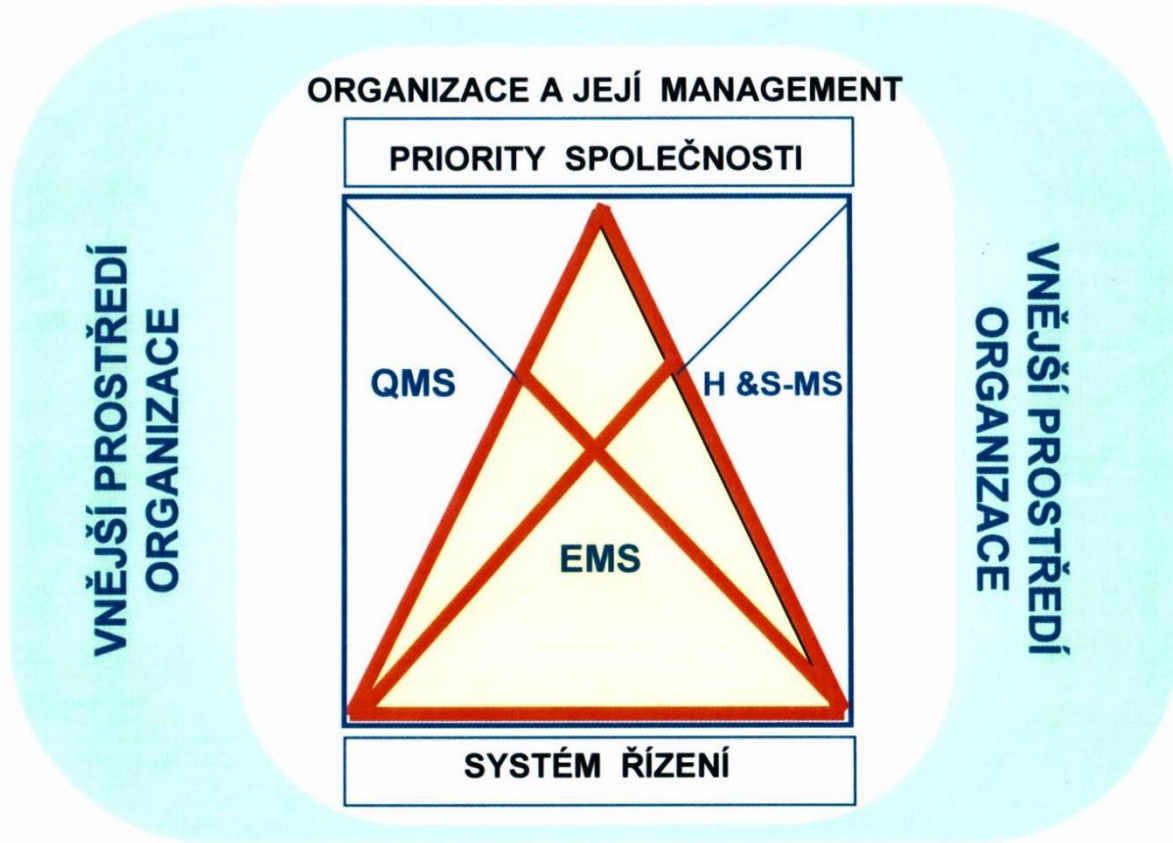 ORGANIZACE A JEJÍ MANAGEMENT
PRIORITY SPOLEČNOSTI
VNĚJŠÍ PROSTŘEDÍ
ORGANIZACE
QMS
H &S-MS
EMS
VNĚJŠÍ PROSTŘEDÍ
ORGANIZACE
SYSTÉM ŘÍZENÍ